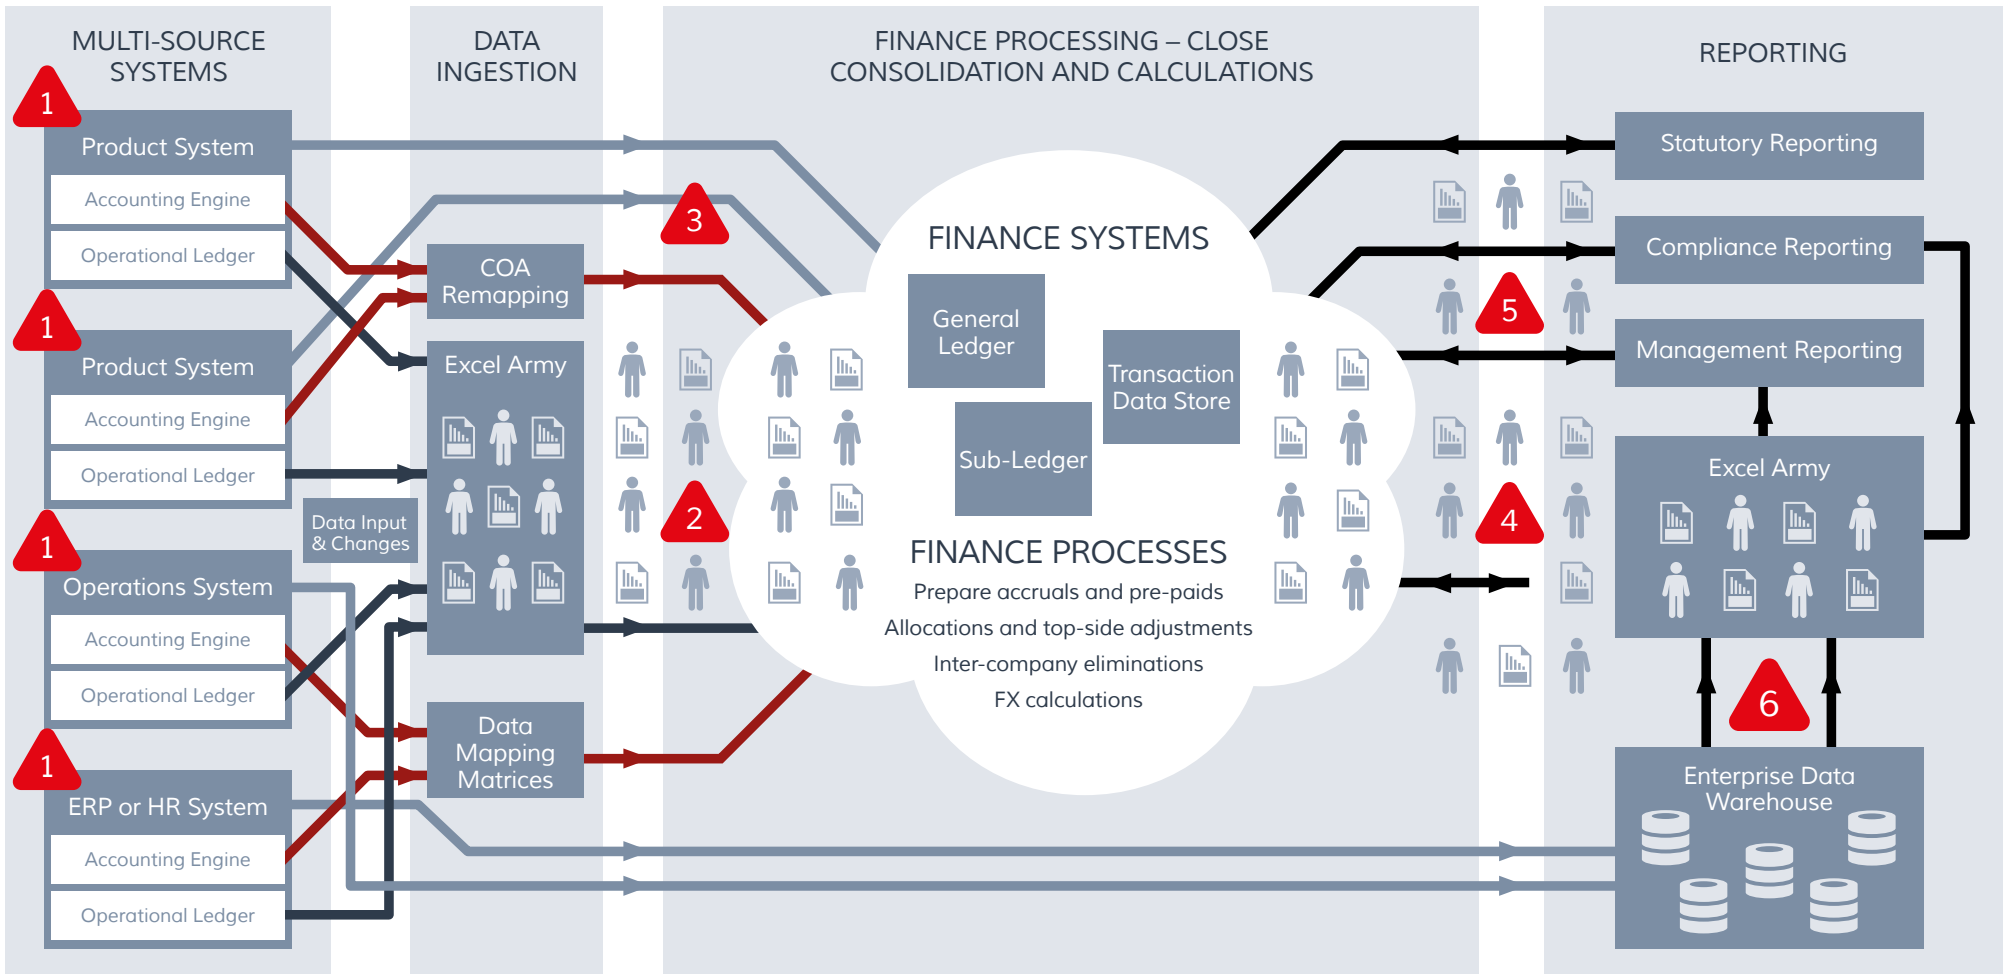 MULTI-SOURCE
SYSTEMS
DATA
INGESTION
FINANCE PROCESSING – CLOSE
CONSOLIDATION AND CALCULATIONS
REPORTING
1
Product System
Accounting Engine
Operational Ledger
1
Product System
Accounting Engine
Operational Ledger
1
Operations System
Accounting Engine
Operational Ledger
1
ERP or HR System
Accounting Engine
Operational Ledger
COA
Remapping
Excel Army
Data Input
& Changes
Data
Mapping
Matrices
3
2
FINANCE SYSTEMS
General
Ledger
Transaction
Data Store
Sub-Ledger
FINANCE PROCESSES
Prepare accruals and pre-paids
Allocations and top-side adjustments
Inter-company eliminations
FX calculations
5
4
Statutory Reporting
Compliance Reporting
Management Reporting
Excel Army
6
Enterprise Data
Warehouse